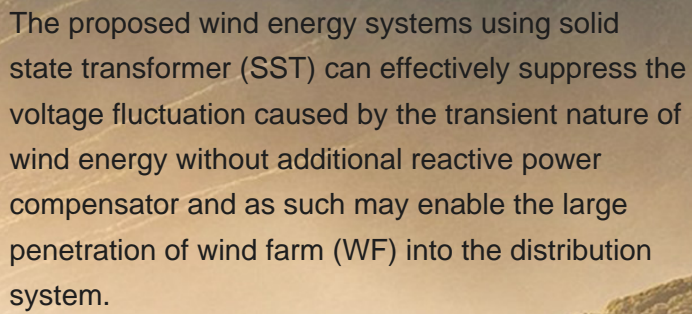 The proposed wind energy systems using solid
state transformer (SST) can effectively suppress the
voltage fluctuation caused by the transient nature of
wind energy without additional reactive power
compensator and as such may enable the large
penetration of wind farm (WF) into the distribution
system.